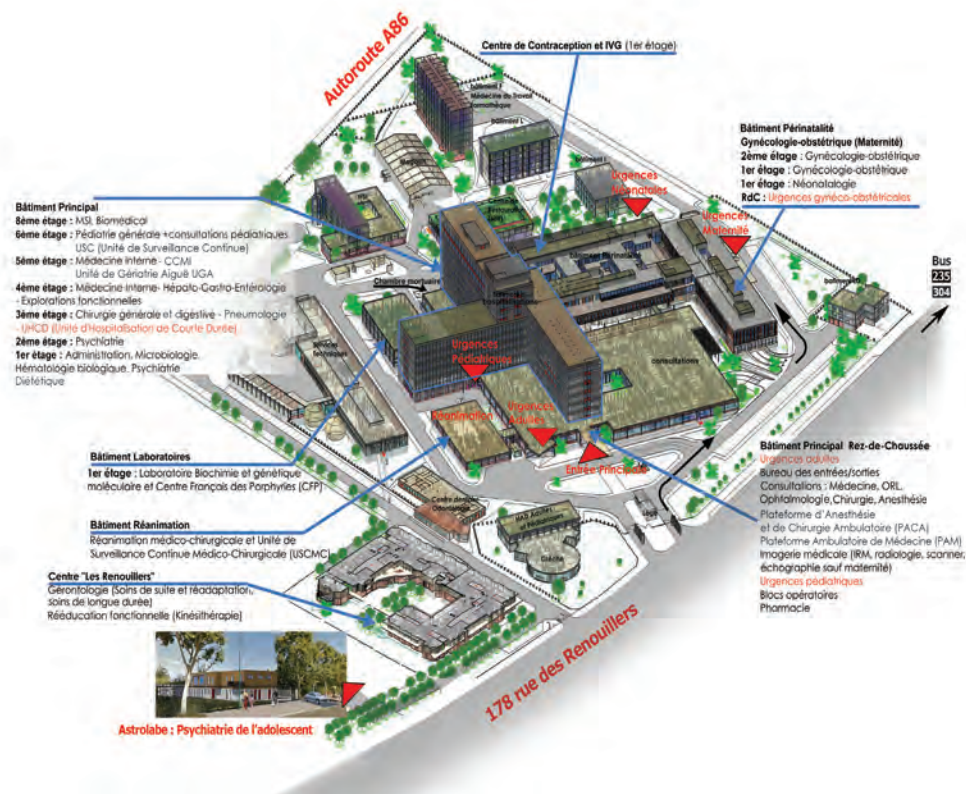 Autoroute A86
Centre de Contraception et IVG (1er étage)
bâtiment F
Médecine du Travail
bâtiment L
Bâtiment Périnatalité
Gynécologie-obstétrique (Maternité)
2ème étage : Gynécologie-obstétrique
1er étage : Gynécologie-obstétrique
1er étage : Néonatalogie
RdC : Urgences gynéco-obstétricales
Urgences
Néonatales
Urgences
Maternité
Bus
235
304
Bâtiment Principal
8ème étage : MSI, Biomédical
6ème étage : Pédiatrie générale +consultations pédiatriques
USC (Unité de Surveillance Continue)
5ème étage : Médecine interne - CCMI
Unité de Gériatrie Aiguë UGA
4ème étage : Médecine interne- Hépato-Gastro-Entérologie
- Explorations fonctionnelles
3ème étage : Chirurgie générale et digestive - Pneumologie
- UHCD (Unité d'Hospitalisation de Courte Durée)
2ème étage : Psychiatrie
1er étage : Administration, Microbiologie,
Hématologie biologique, Psychiatrie
Diététique
Chambre mortuaire
consultations
Urgences
Pédiatriques
Réanimation
Urgences
Adultes
Entrée Principale
Bâtiment Laboratoires
1er étage : Laboratoire Biochimie et génétique
moléculaire et Centre Français des Porphyries (CFP)
Bâtiment Réanimation
Réanimation médico-chirurgicale et Unité de
Surveillance Continue Médico-Chirurgicale (USCMC)
Centre "Les Renouillers"
Gérontologie (Soins de suite et réadaptation,
soins de longue durée)
Rééducation fonctionnelle (Kinésithérapie)
Bâtiment Principal Rez-de-Chaussée
Urgences adultes
Bureau des entrées/sorties
Consultations : Médecine, ORL,
Ophtalmologie, Chirurgie, Anesthésie
Plateforme d'Anesthésie
et de Chirurgie Ambulatoire (PACA)
Plateforme Ambulatoire de Médecine (PAM)
Imagerie médicale (IRM, radiologie, scanner,
échographie sauf maternité)
Urgences pédiatriques
Blocs opératoires
Pharmacie
178 rue des Renouillers
Astrolabe : Psychiatrie de l'adolescent